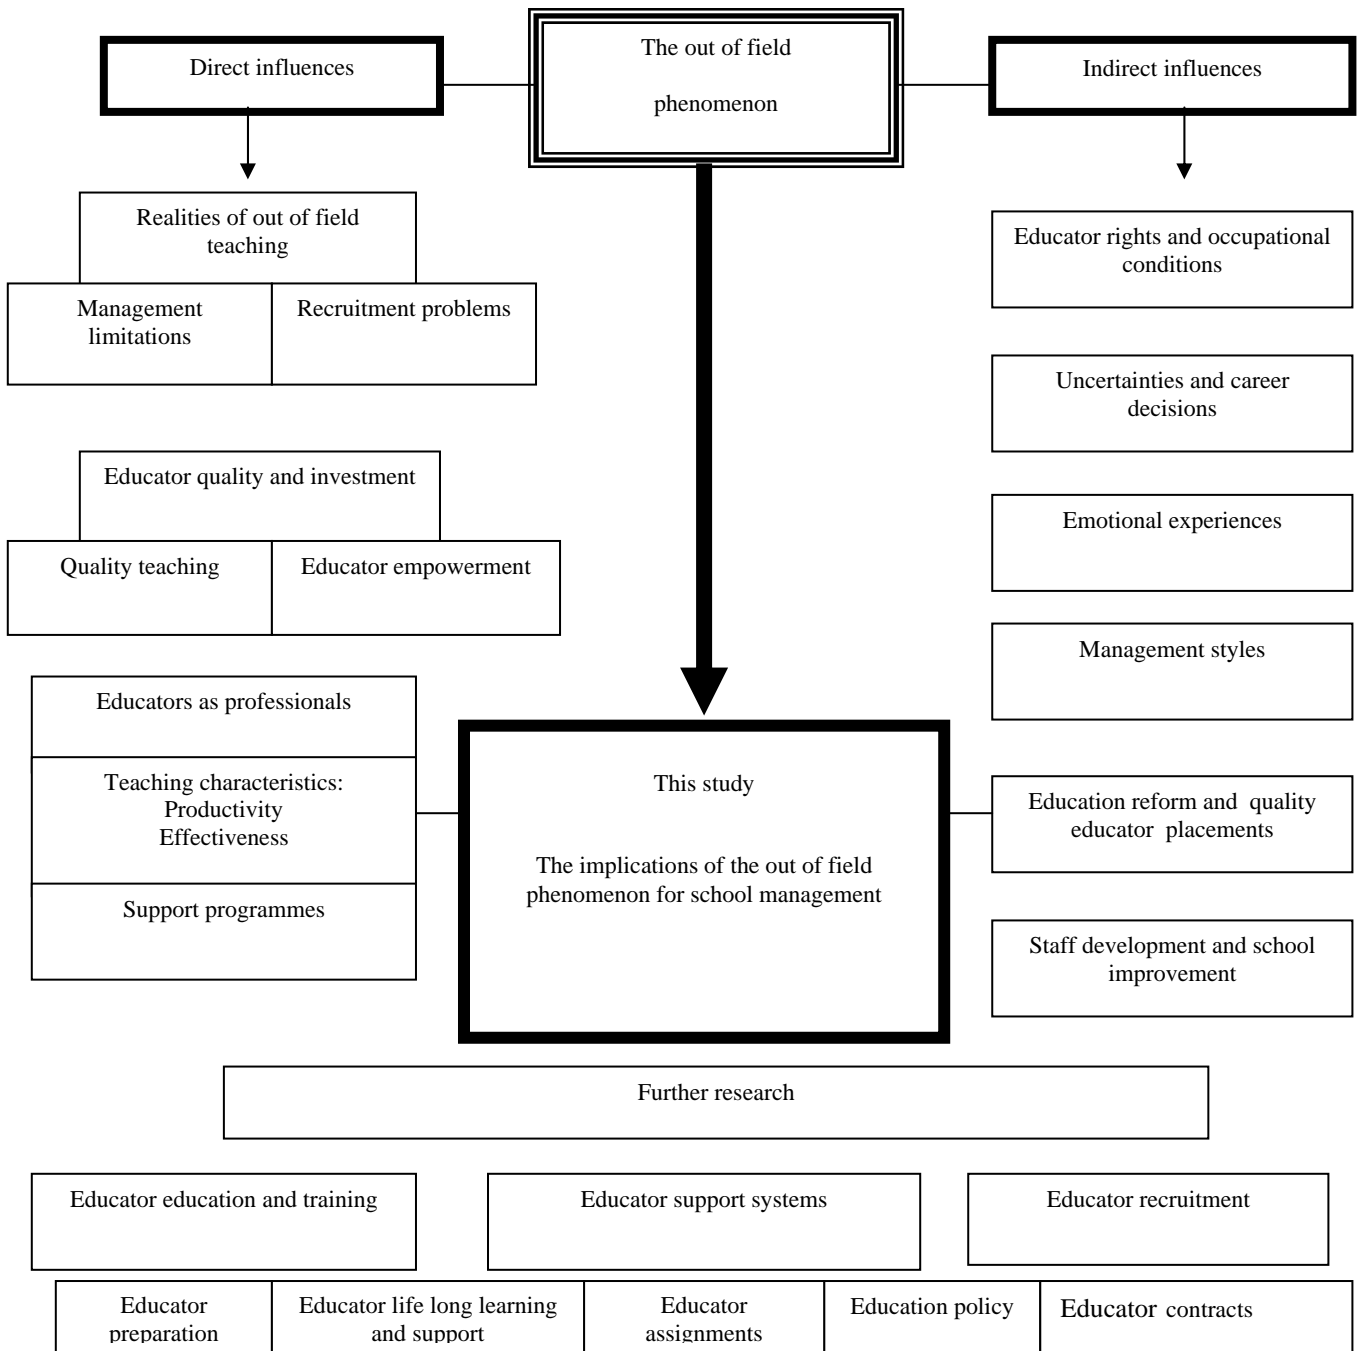 Direct influences
The out of field
phenomenon
Indirect influences
Realities of out of field
teaching
Management
limitations
Recruitment problems
Educator quality and investment
Quality teaching
Educator empowerment
Educators as professionals
Teaching characteristics:
Productivity
Effectiveness
Support programmes
This study
The implications of the out of field
phenomenon for school management
Educator rights and occupational
conditions
Uncertainties and career
decisions
Emotional experiences
Management styles
Education reform and quality
educator placements
Staff development and school
improvement
Further research
Educator education and training
Educator support systems
Educator recruitment
Educator
preparation
Educator life long learning
and support
Educator
assignments
Education policy
Educator contracts